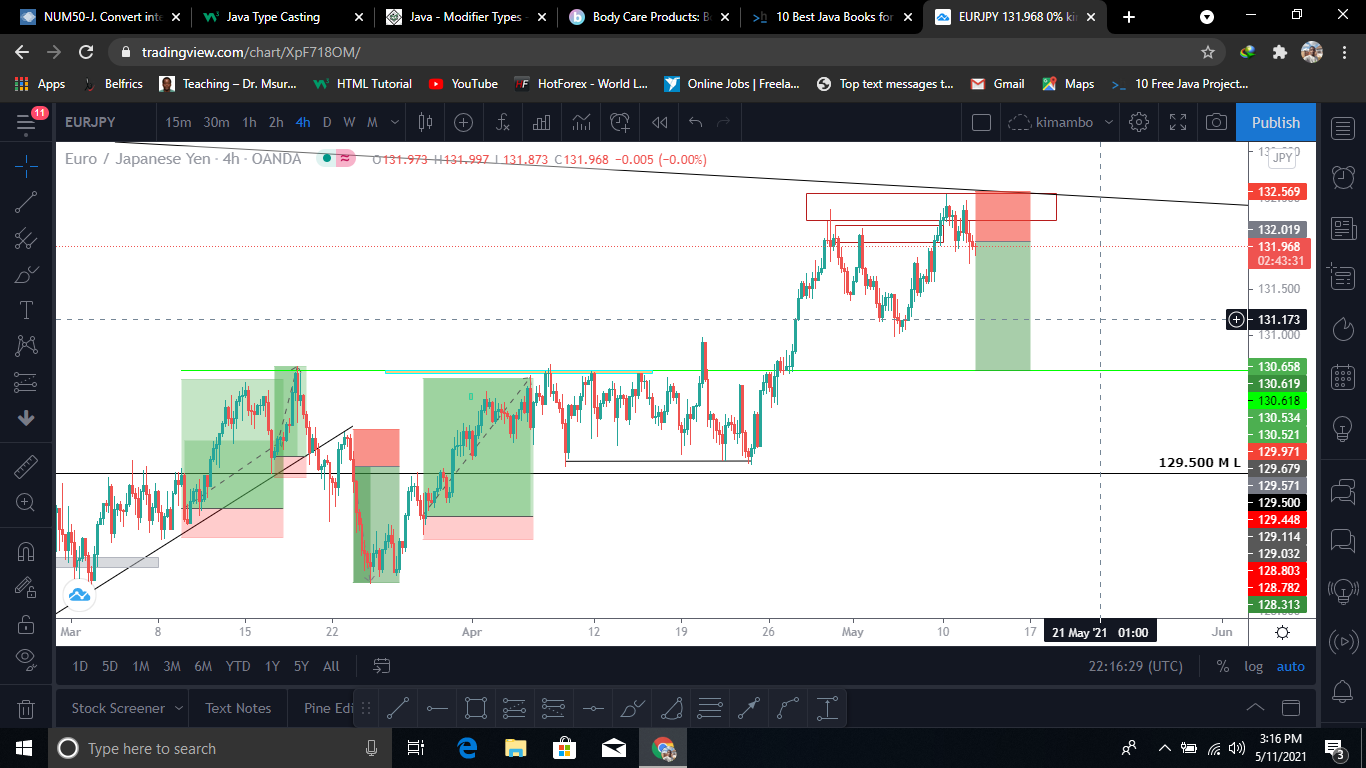 NUM50-J. Convert inte
Java Type Casting
Java - Modifier Types -
Body Care Products: B
10 Best Java Books for
EURJPY 131.968 0% kim
tradingview.com/chart/XpF718OM/
Apps
Belfrics
Teaching – Dr. Msur...
HTML Tutorial
YouTube
HotForex - World L...
Online Jobs | Freela...
Top text messages t...
Gmail
Maps
10 Free Java Project...
11
EURJPY
15m 30m 1h 2h 4h D W M
kimambo
Publish
Euro / Japanese Yen · 4h · OANDA
O131.973 H131.997 L131.873 C131.968 −0.005 (−0.00%)
JPY
132.569
132.019
131.968
02:43:31
131.500
131.173
131.000
130.658
130.619
130.618
130.534
130.521
129.971
129.500 M L
129.679
129.571
129.500
129.448
129.114
129.032
128.803
128.782
128.313
Mar 8 15 22 Apr 12 19 26 May 10 17 21 May '21 01:00 Jun
1D 5D 1M 3M 6M YTD 1Y 5Y All
22:16:29 (UTC)
% log auto
Stock Screener
Text Notes
Pine Edi
Type here to search
3:16 PM
5/11/2021
3